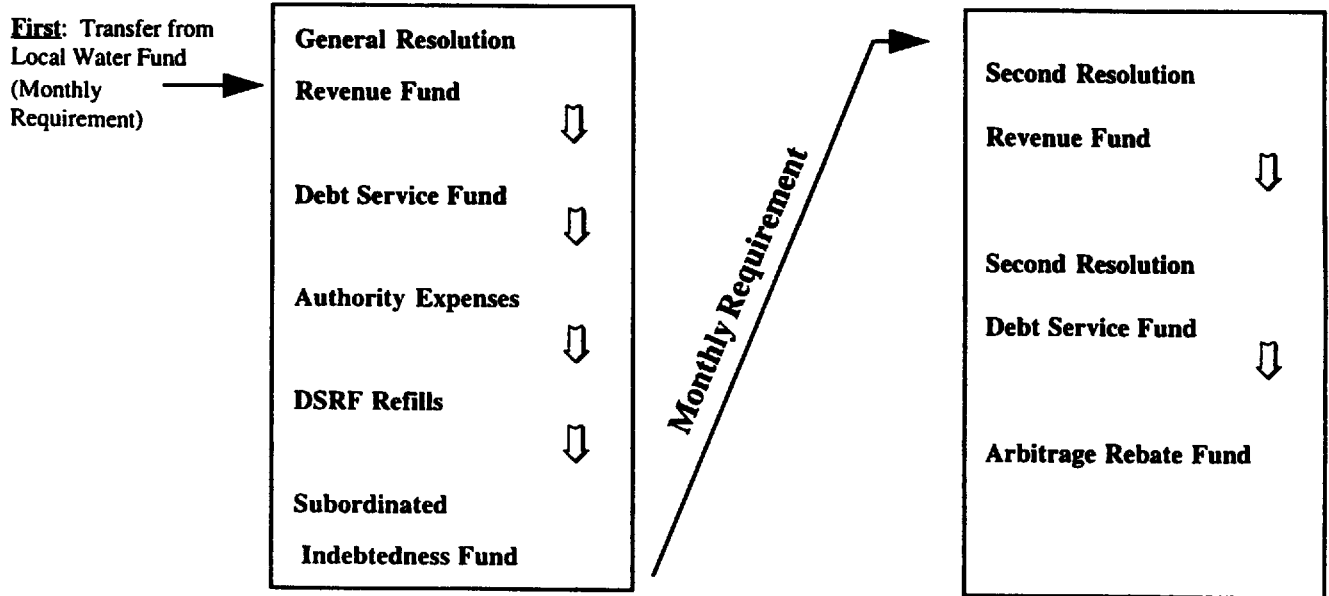 First: Transfer from
Local Water Fund
(Monthly
Requirement)
General Resolution
Revenue Fund
Debt Service Fund
Authority Expenses
DSRF Refills
Subordinated
Indebtedness Fund
Monthly Requirement
Second Resolution
Revenue Fund
Second Resolution
Debt Service Fund
Arbitrage Rebate Fund